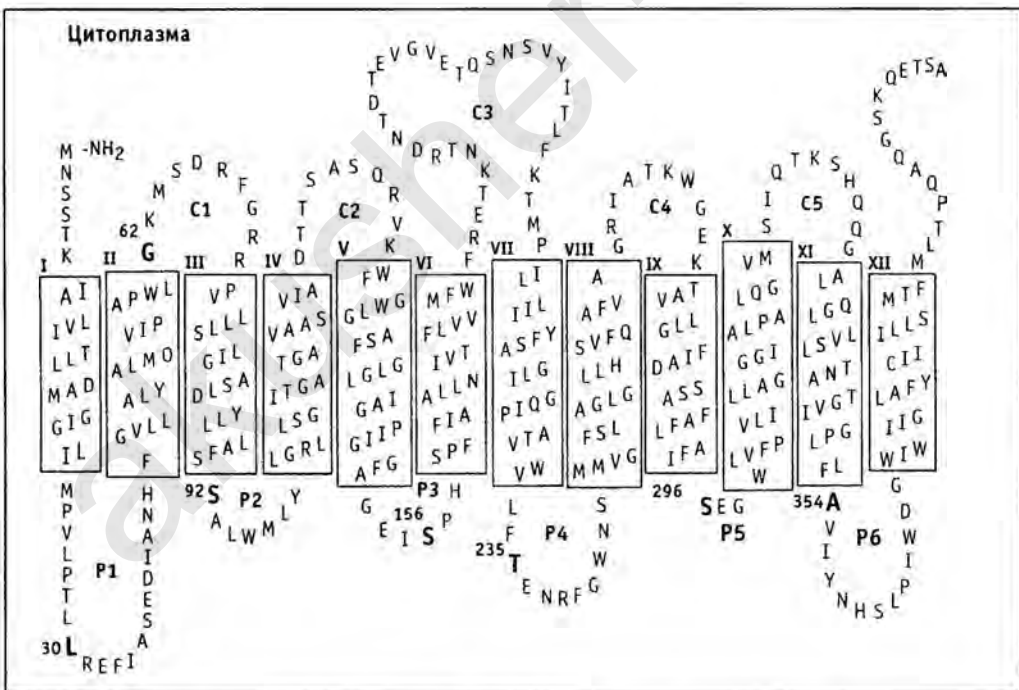 Цитоплазма
M -NH2
N
S
S
T
K
I
A I
I V L
L L T
M A D
G I G
I L
M
P
V
L
P
T
L
P1
30 L
R E F I A
S
E
D
I
A
N
H
II
A P W L
V I P
A L M O
A L Y
G V L L
F
62 G
K M S D R F G R R
C1
III
V P
S L L L
G I L
D L S A
L L Y
S F A L
92 S
A L W M L Y
P2
IV
V I A
V A A S
T G A
I T G A
L S G
L G R L
D T T S A S Q R V K
C2
V
F W
G L W G
F S A
L G L G
G A I
G I I P
A F G
G E I S P H
156
P3
VI
M F W
F L V V
I V T
A L L N
F I A
S P F
F R E T K N T R D N T D T E V G V E T Q S N S V Y I T L F K T M P
C3
VII
L I
I I L
A S F Y
I L G
P I Q G
V T A
V W
L F
235 T
E N R F G W N S
P4
VIII
A
A F V
S V F Q
L L H
A G L G
F S L
M M V G
G R I A T K W G E K
C4
IX
V A T
G L L
D A I F
A S S
L F A F
I F A
296
S E G
P5
X
V M
L Q G
A L P A
G G I
L L A G
V L I
L V F P
W
S I Q T K S H Q Q G
C5
XI
L A
L G Q
L S V L
A N T
I V G T
L P G
F L
354 A
V I Y N H S L P I W D G
P6
XII
M T F
I L L S
C I I
L A F Y
I I G
W I W
M L T P Q A Q G S K Q E T S A
akusher